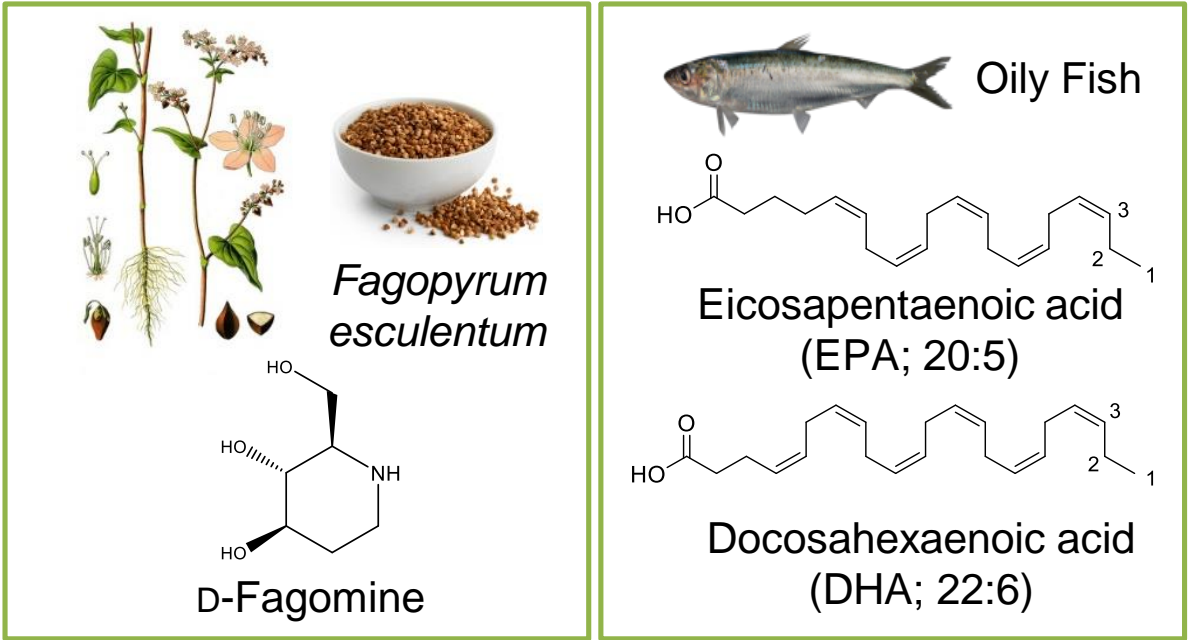 Fagopyrum
esculentum
HO
HO
NH
HO
D-Fagomine
Oily Fish
O
HO
3
2
1
Eicosapentaenoic acid
(EPA; 20:5)
O
HO
3
2
1
Docosahexaenoic acid
(DHA; 22:6)